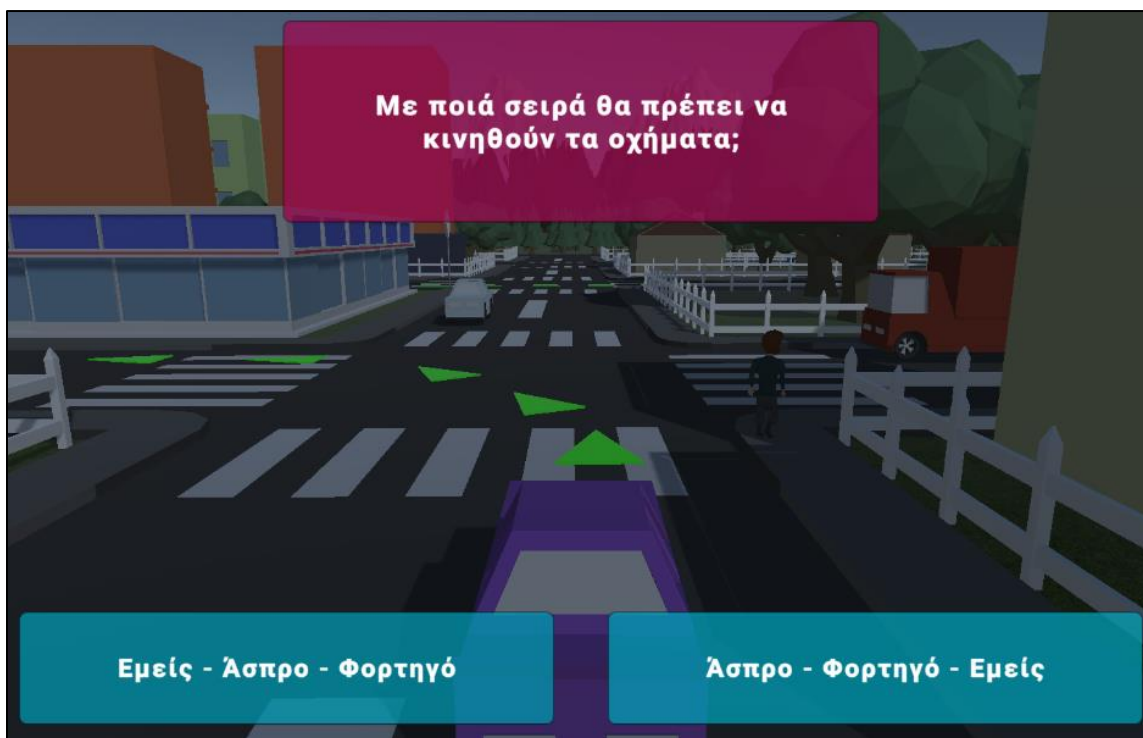 Με ποιά σειρά θα πρέπει να
κινηθούν τα οχήματα;
Εμείς - Άσπρο - Φορτηγό
Άσπρο - Φορτηγό - Εμείς